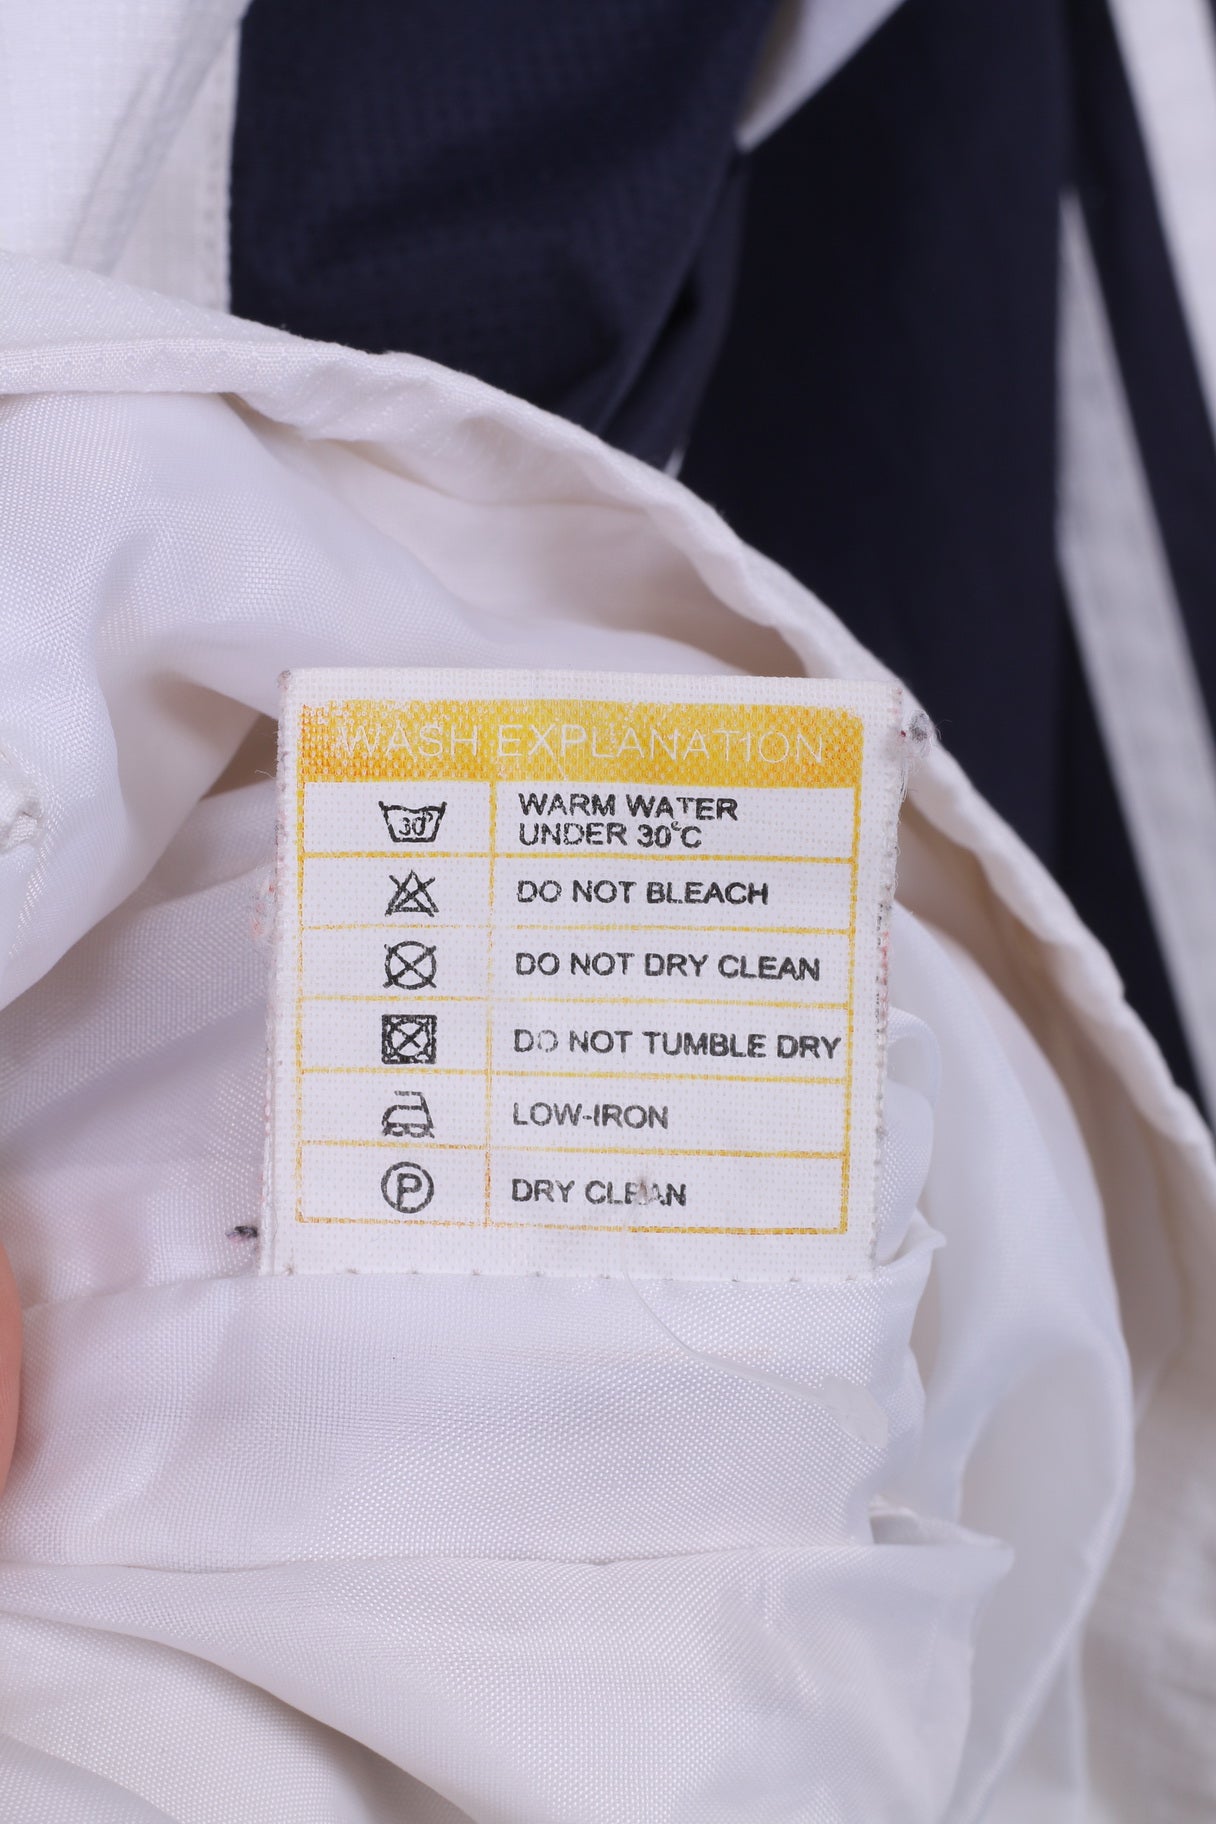 WASH EXPLANATION
30°
WARM WATER
UNDER 30°C
DO NOT BLEACH
DO NOT DRY CLEAN
DO NOT TUMBLE DRY
LOW-IRON
P
DRY CLEAN